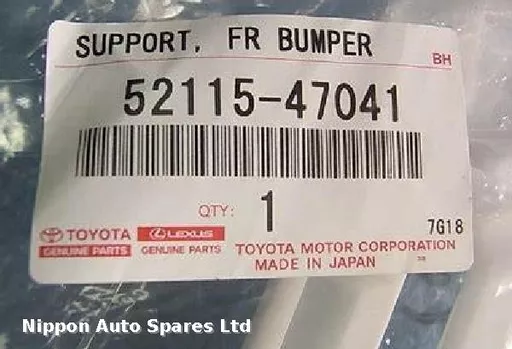 SUPPORT, FR BUMPER
BH
52115-47041
QTY: 1
7G18
TOYOTA LEXUS
GENUINE PARTS GENUINE PARTS
TOYOTA MOTOR CORPORATION
MADE IN JAPAN
Nippon Auto Spares Ltd